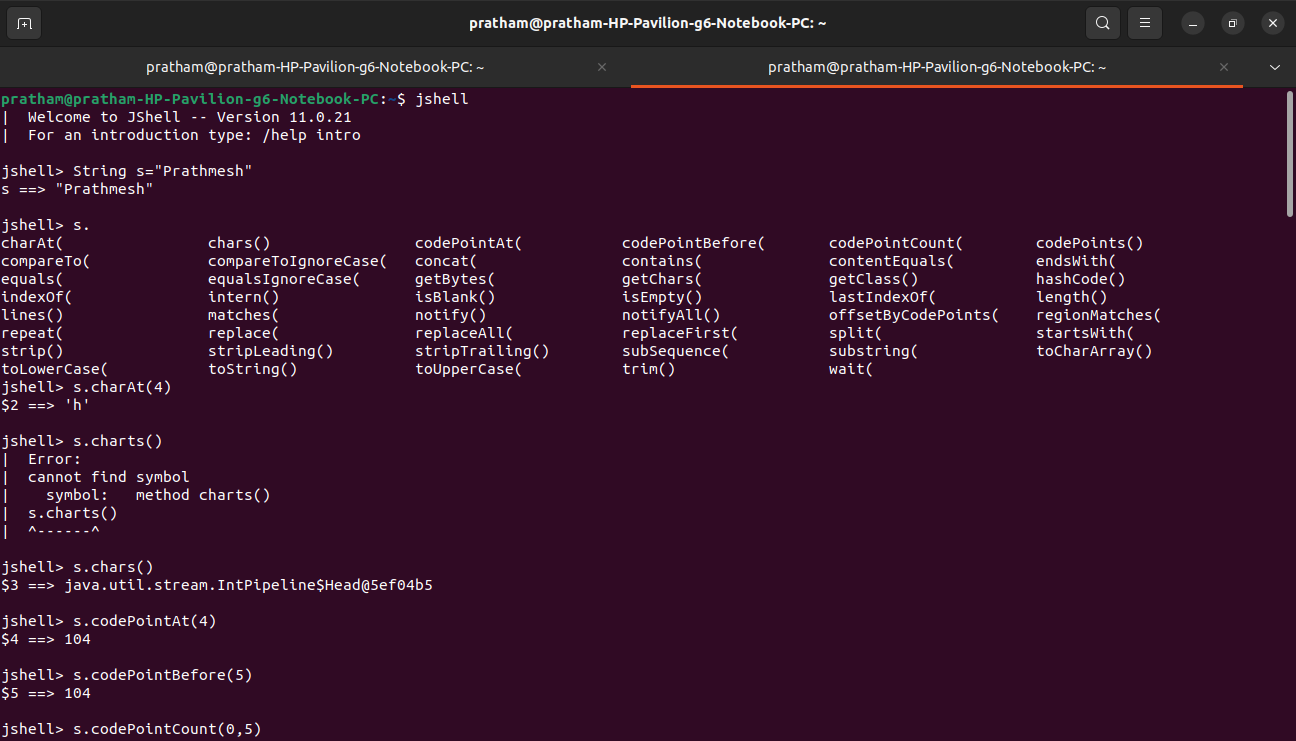 pratham@pratham-HP-Pavilion-g6-Notebook-PC: ~
pratham@pratham-HP-Pavilion-g6-Notebook-PC: ~ pratham@pratham-HP-Pavilion-g6-Notebook-PC: ~
pratham@pratham-HP-Pavilion-g6-Notebook-PC:~$ jshell
|  Welcome to JShell -- Version 11.0.21
|  For an introduction type: /help intro
jshell> String s="Prathmesh"
s ==> "Prathmesh"
jshell> s.
charAt( chars() codePointAt( codePointBefore( codePointCount( codePoints()
compareTo( compareToIgnoreCase( concat( contains( contentEquals( endsWith(
equals( equalsIgnoreCase( getBytes( getChars( getClass() hashCode()
indexOf( intern() isBlank() isEmpty() lastIndexOf( length()
lines() matches( notify() notifyAll() offsetByCodePoints( regionMatches(
repeat( replace( replaceAll( replaceFirst( split( startsWith(
strip() stripLeading() stripTrailing() subSequence( substring( toCharArray()
toLowerCase( toString() toUpperCase( trim() wait(
jshell> s.charAt(4)
$2 ==> 'h'
jshell> s.charts()
|  Error:
|  cannot find symbol
|    symbol:   method charts()
|  s.charts()
|  ^------^
jshell> s.chars()
$3 ==> java.util.stream.IntPipeline$Head@5ef04b5
jshell> s.codePointAt(4)
$4 ==> 104
jshell> s.codePointBefore(5)
$5 ==> 104
jshell> s.codePointCount(0,5)